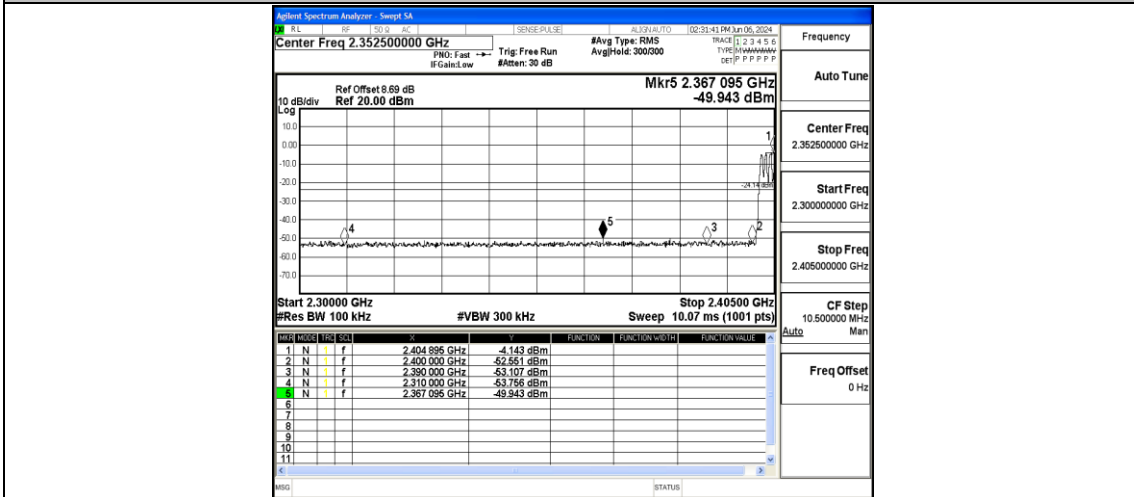 Agilent Spectrum Analyzer - Swept SA
RL RF 50 Ω AC SENSE:PULSE ALIGN AUTO 02:31:41 PM Jun 06, 2024
Center Freq 2.352500000 GHz
PNO: Fast
IFGain:Low
Trig: Free Run
#Atten: 30 dB
#Avg Type: RMS
Avg|Hold: 300/300
TRACE 1 2 3 4 5 6
TYPE
DET P P P P P P
Frequency
Mkr5 2.367 095 GHz
-49.943 dBm
Ref Offset 8.69 dB
Ref 20.00 dBm
10 dB/div
Log
10.0
0.00
-10.0
-20.0
-30.0
-40.0
-50.0
-60.0
-70.0
1
-24.14 dBm
4
5
3
2
Start 2.30000 GHz Stop 2.40500 GHz
#Res BW 100 kHz #VBW 300 kHz Sweep 10.07 ms (1001 pts)
MKR MODE TRC SCL X Y FUNCTION FUNCTION WIDTH FUNCTION VALUE
1 N 1 f 2.404 895 GHz -4.143 dBm
2 N 1 f 2.400 000 GHz -52.551 dBm
3 N 1 f 2.390 000 GHz -53.107 dBm
4 N 1 f 2.310 000 GHz -53.756 dBm
5 N 1 f 2.367 095 GHz -49.943 dBm
6
7
8
9
10
11
MSG STATUS
Auto Tune
Center Freq
2.352500000 GHz
Start Freq
2.300000000 GHz
Stop Freq
2.405000000 GHz
CF Step
10.500000 MHz
Auto Man
Freq Offset
0 Hz